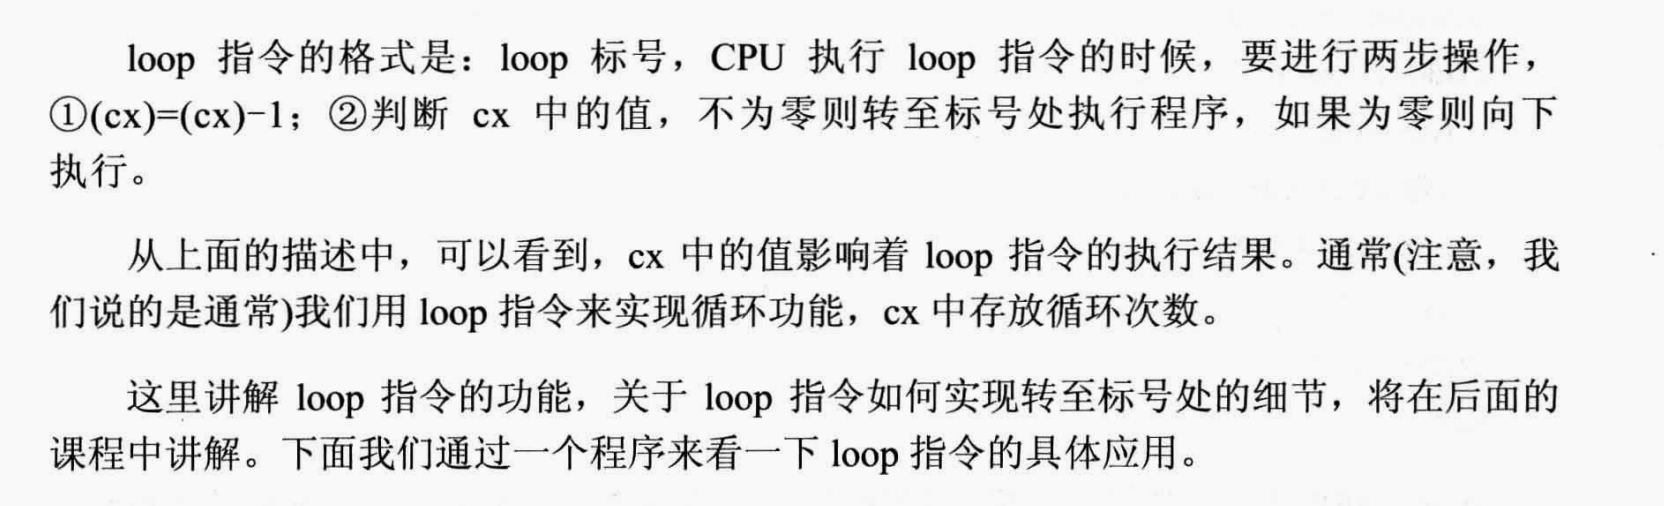 loop 指令的格式是：loop 标号，CPU 执行 loop 指令的时候，要进行两步操作，
①(cx)=(cx)-1；②判断 cx 中的值，不为零则转至标号处执行程序，如果为零则向下
执行。
从上面的描述中，可以看到，cx 中的值影响着 loop 指令的执行结果。通常(注意，我
们说的是通常)我们用 loop 指令来实现循环功能，cx 中存放循环次数。
这里讲解 loop 指令的功能，关于 loop 指令如何实现转至标号处的细节，将在后面的
课程中讲解。下面我们通过一个程序来看一下 loop 指令的具体应用。